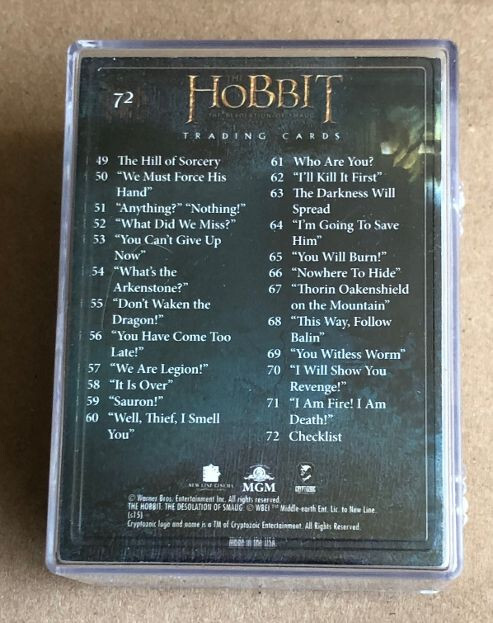 72
THE
HOBBIT
THE DESOLATION OF SMAUG
TRADING CARDS
49 The Hill of Sorcery
50 “We Must Force His
Hand”
51 “Anything?” “Nothing!”
52 “What Did We Miss?”
53 “You Can’t Give Up
Now”
54 “What’s the
Arkenstone?”
55 “Don’t Waken the
Dragon!”
56 “You Have Come Too
Late!”
57 “We Are Legion!”
58 “It Is Over”
59 “Sauron!”
60 “Well, Thief, I Smell
You”
61 Who Are You?
62 “I’ll Kill It First”
63 The Darkness Will
Spread
64 “I’m Going To Save
Him”
65 “You Will Burn!”
66 “Nowhere To Hide”
67 “Thorin Oakenshield
on the Mountain”
68 “This Way, Follow
Balin”
69 “You Witless Worm”
70 “I Will Show You
Revenge!”
71 “I Am Fire! I Am
Death!”
72 Checklist
NEW LINE CINEMA
MGM
CRYPTOZOIC
© Warner Bros. Entertainment Inc. All rights reserved.
THE HOBBIT: THE DESOLATION OF SMAUG © WBEI ™ Middle-earth Ent. Lic. to New Line.
(s15)
Cryptozoic logo and name is a TM of Cryptozoic Entertainment. All Rights Reserved.
Made in the USA